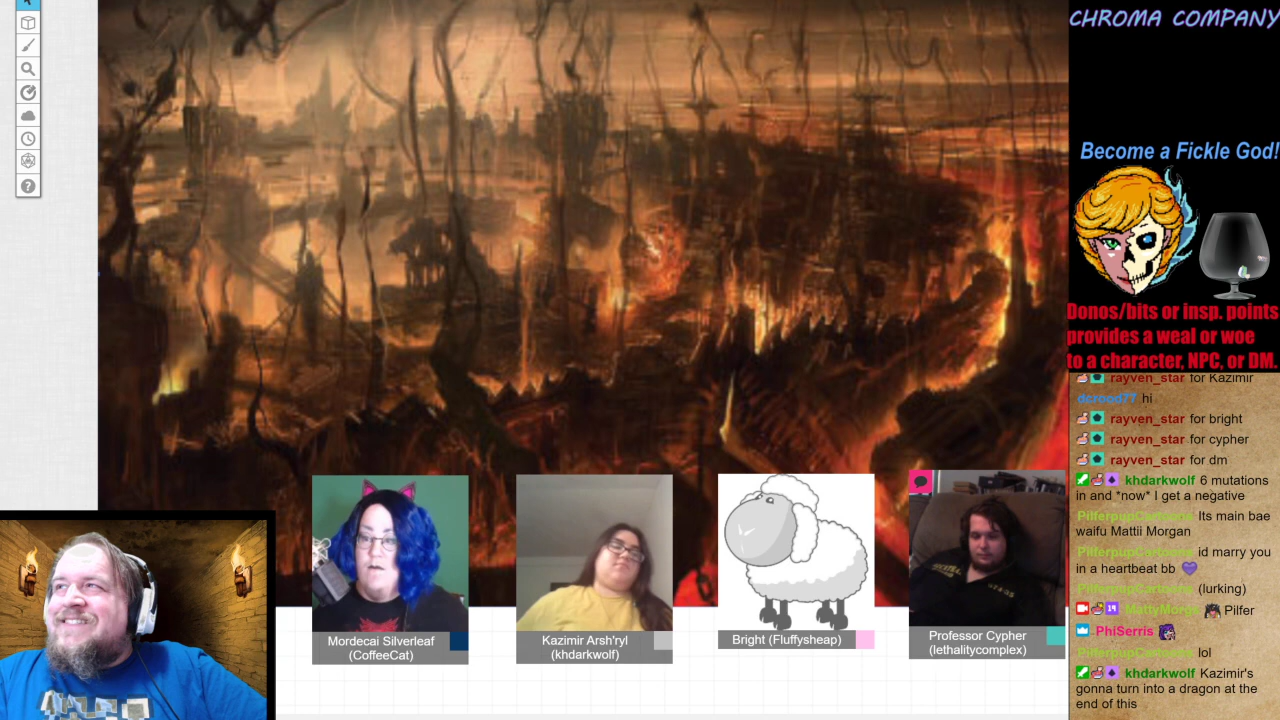 CHROMA COMPANY
Become a Fickle God!
Donos/bits or insp. points
provides a weal or woe
to a character, NPC, or DM.
rayven_star for Kazimir
dcrood77 hi
rayven_star for bright
rayven_star for cypher
rayven_star for dm
khdarkwolf 6 mutations
in and *now* I get a negative
PilferpupCartoons Its main bae
waifu Mattii Morgan
PilferpupCartoons id marry you
in a heartbeat bb
PilferpupCartoons (lurking)
MattyMorgs Pilfer
PhiSerris
PilferpupCartoons lol
khdarkwolf Kazimir's
gonna turn into a dragon at the
end of this
Mordecai Silverleaf
(CoffeeCat)
Kazimir Arsh'ryl
(khdarkwolf)
Bright (Fluffysheap)
Professor Cypher
(lethalitycomplex)